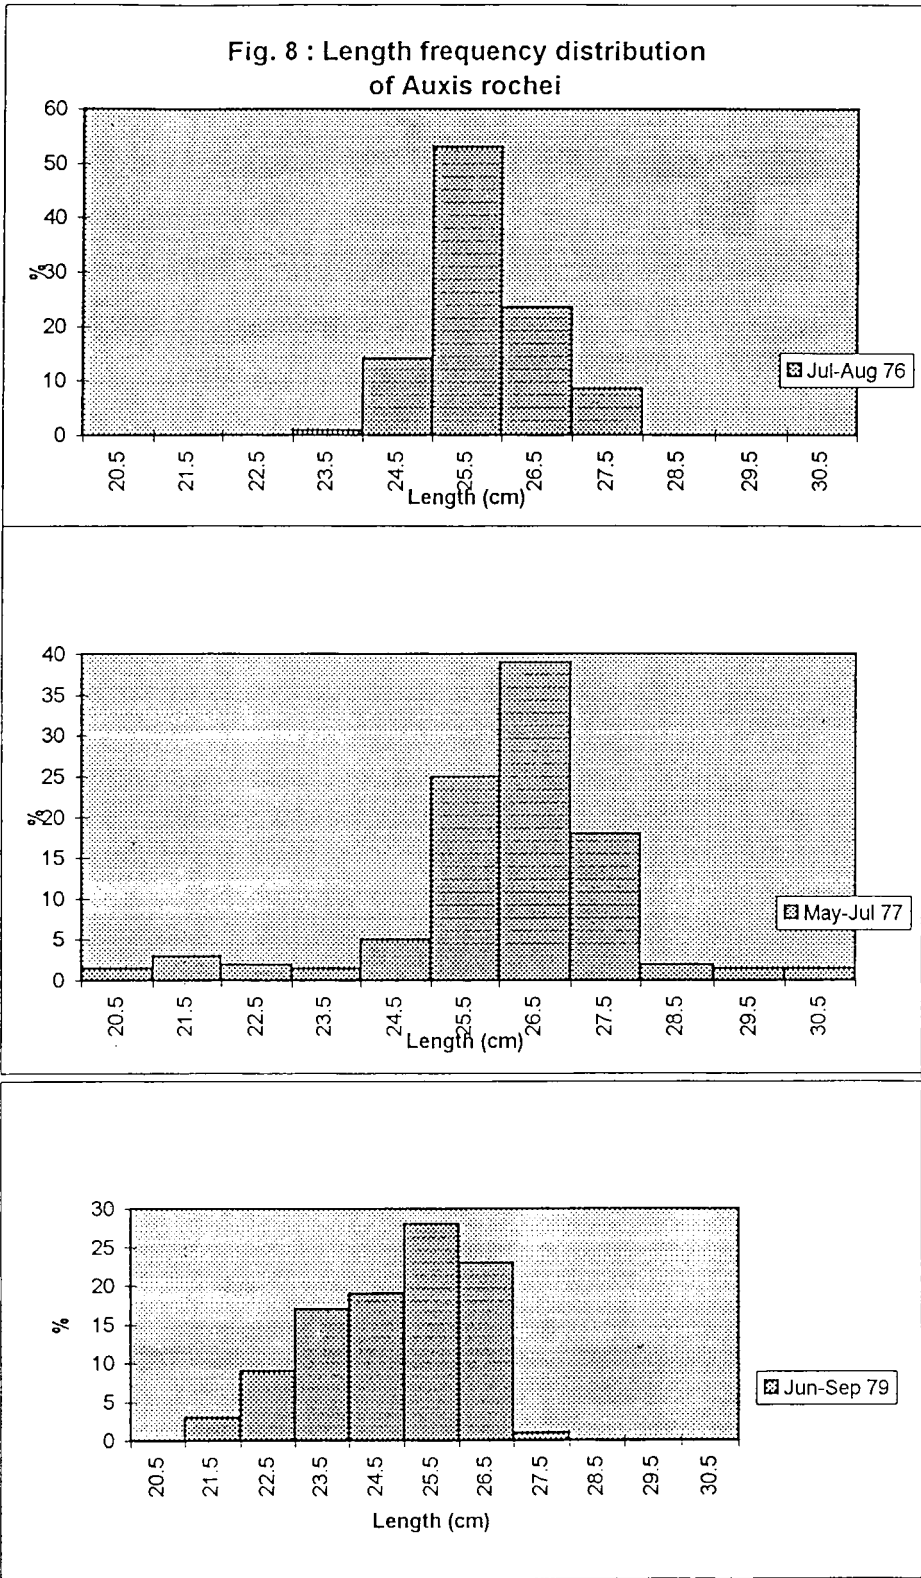 Fig. 8 : Length frequency distribution
of Auxis rochei
60
50
40
30
20
10
0
%
20.5 21.5 22.5 23.5 24.5 25.5 26.5 27.5 28.5 29.5 30.5
Length (cm)
Jul-Aug 76
40
35
30
25
20
15
10
5
0
%
20.5 21.5 22.5 23.5 24.5 25.5 26.5 27.5 28.5 29.5 30.5
Length (cm)
May-Jul 77
30
25
20
15
10
5
0
%
20.5 21.5 22.5 23.5 24.5 25.5 26.5 27.5 28.5 29.5 30.5
Length (cm)
Jun-Sep 79